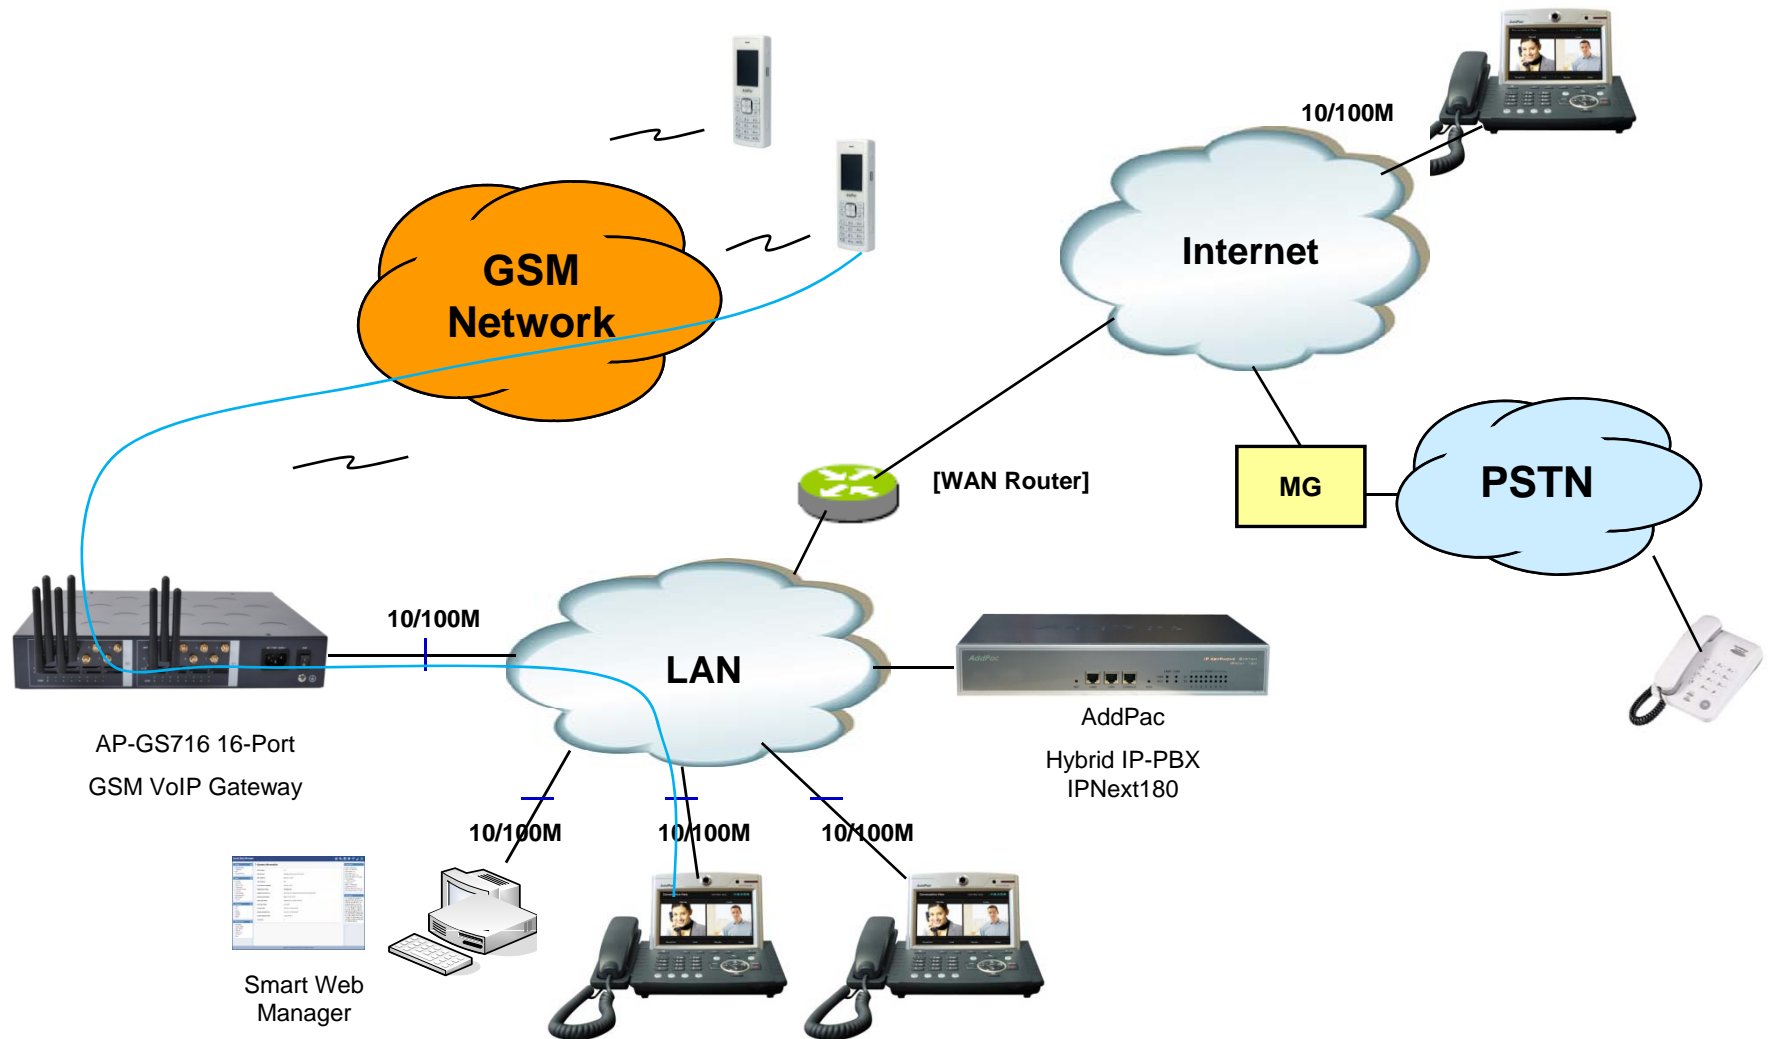 10/100M
Internet
GSM
Network
[WAN Router]
MG
PSTN
10/100M
LAN
AddPac
AP-GS716 16-Port
GSM VoIP Gateway
AddPac
Hybrid IP-PBX
IPNext180
10/100M
10/100M
10/100M
Smart Web
Manager